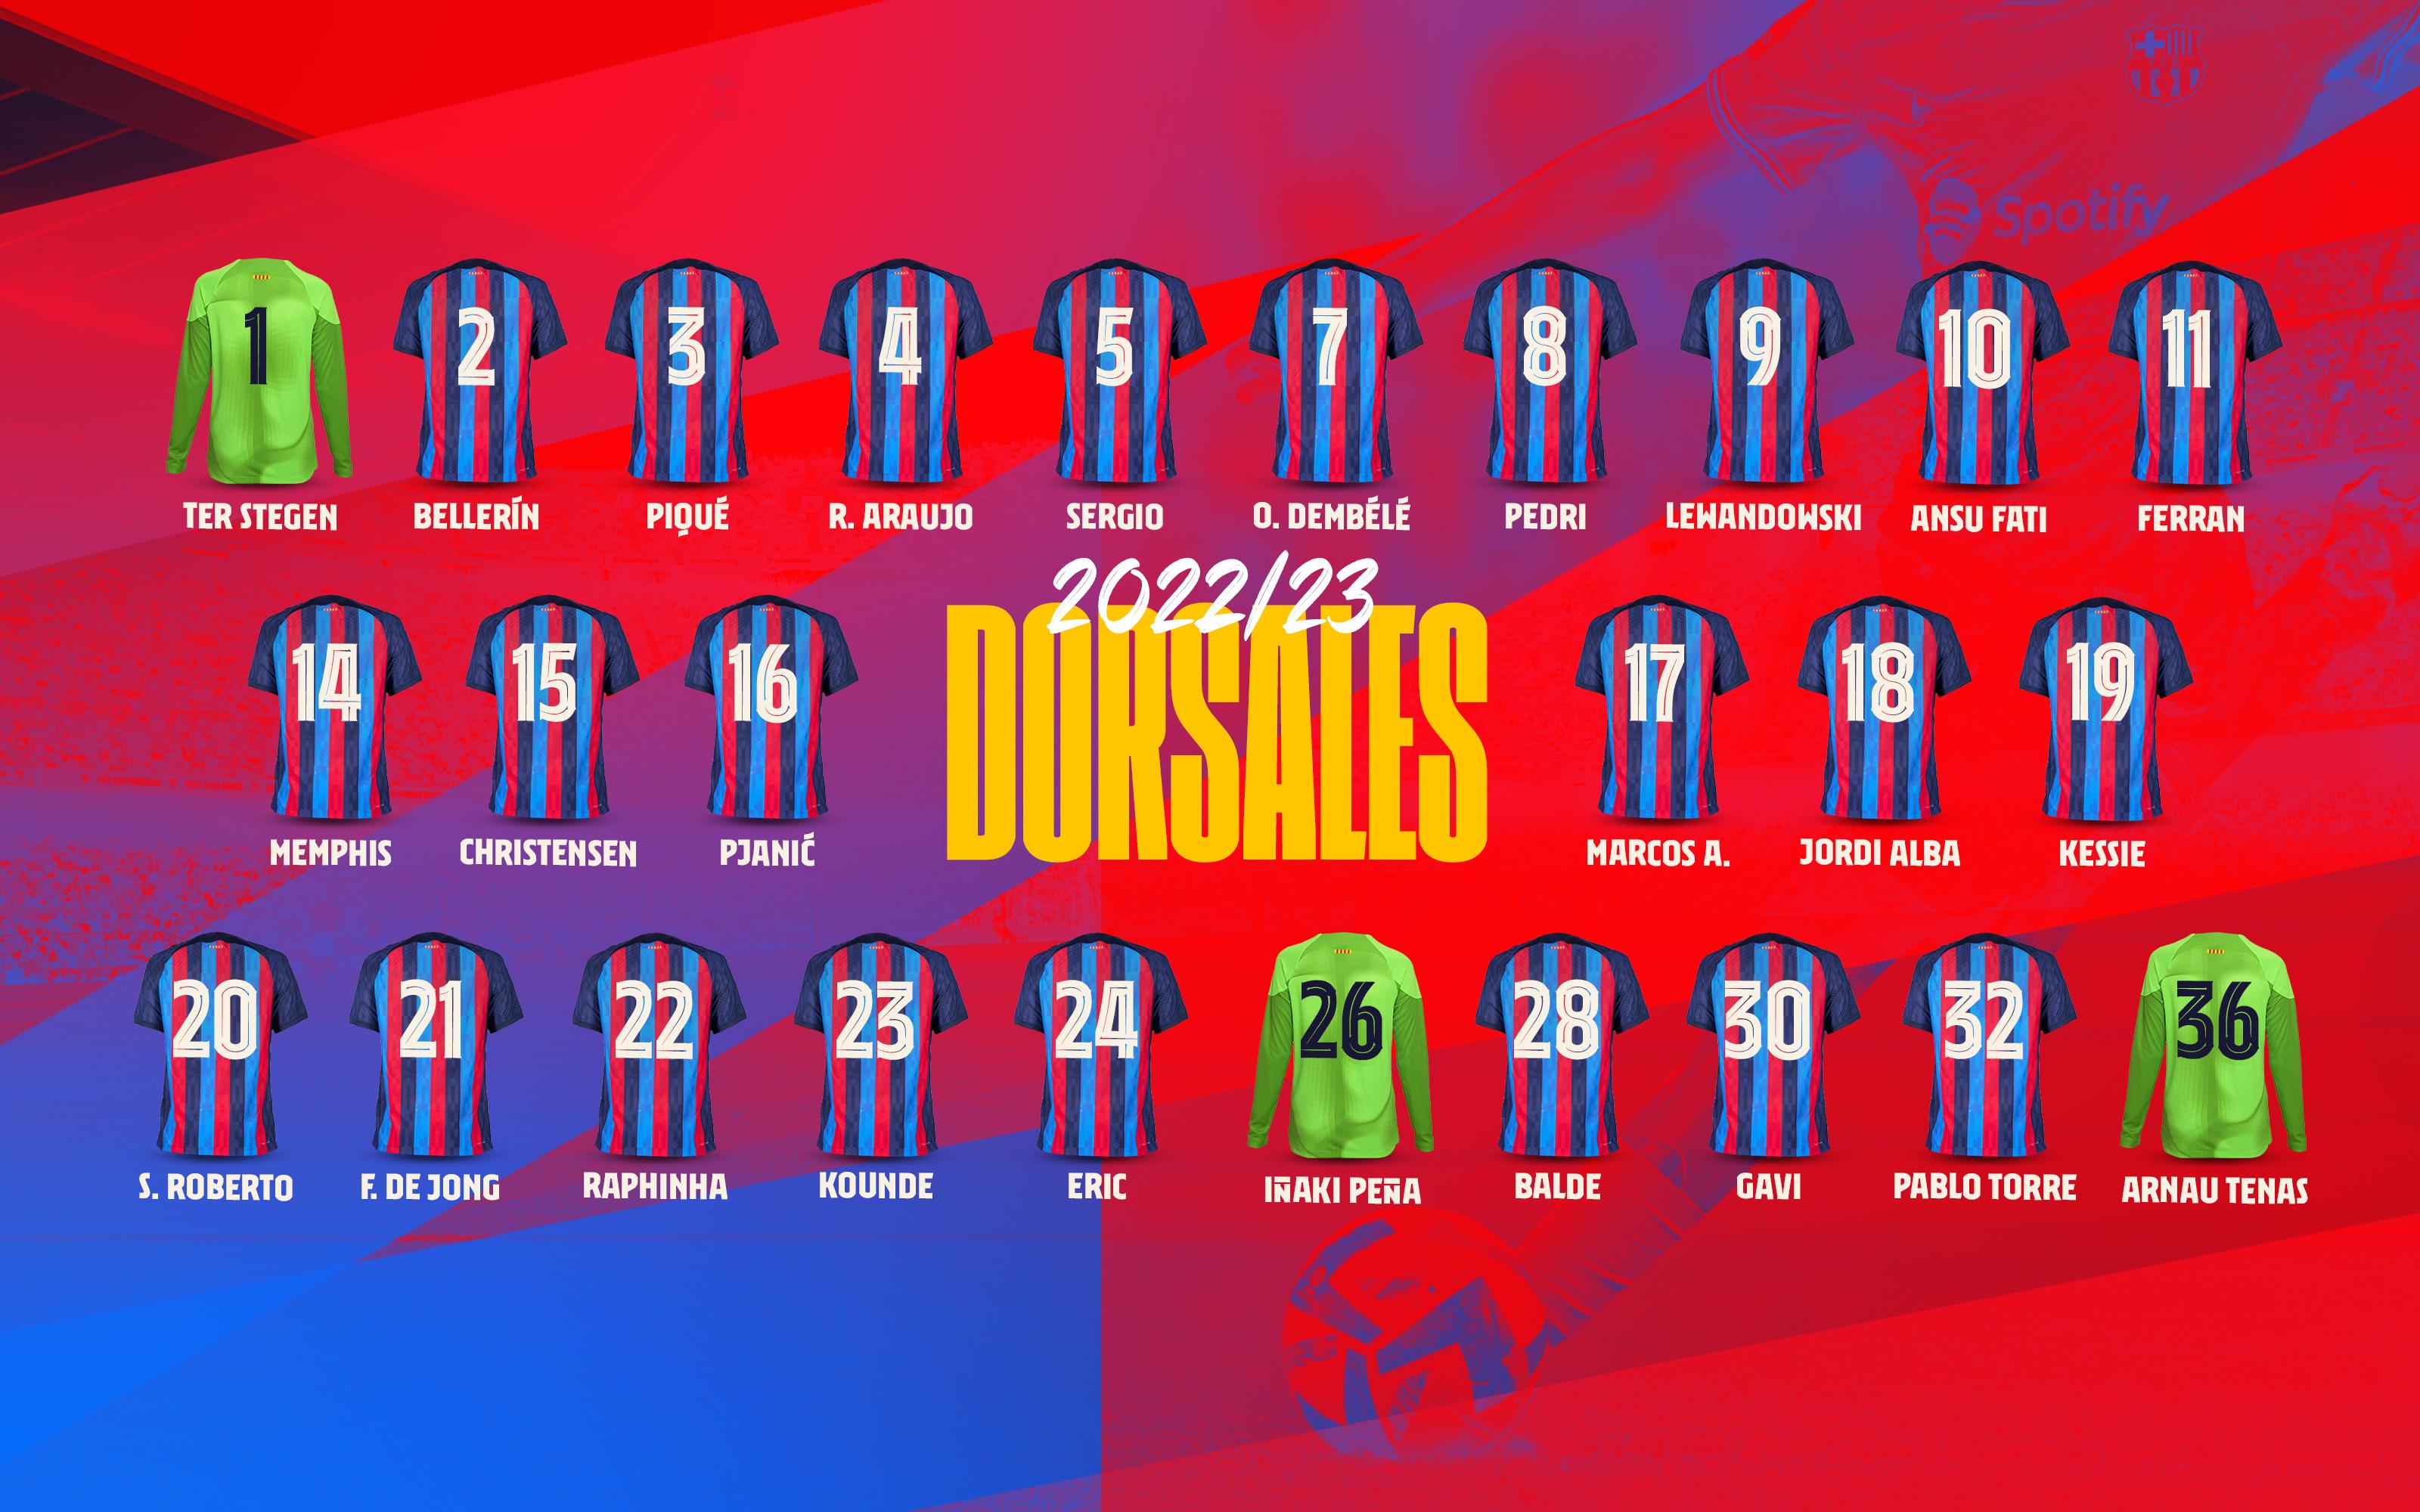 Spotify
1 2 3 4 5 7 8 9 10 11
TER STEGEN BELLERÍN PIQUÉ R. ARAUJO SERGIO O. DEMBÉLÉ PEDRI LEWANDOWSKI ANSU FATI FERRAN
2022/23
DORSALES
14 15 16 17 18 19
MEMPHIS CHRISTENSEN PJANIĆ MARCOS A. JORDI ALBA KESSIE
20 21 22 23 24 26 28 30 32 36
S. ROBERTO F. DE JONG RAPHINHA KOUNDE ERIC IÑAKI PEÑA BALDE GAVI PABLO TORRE ARNAU TENAS